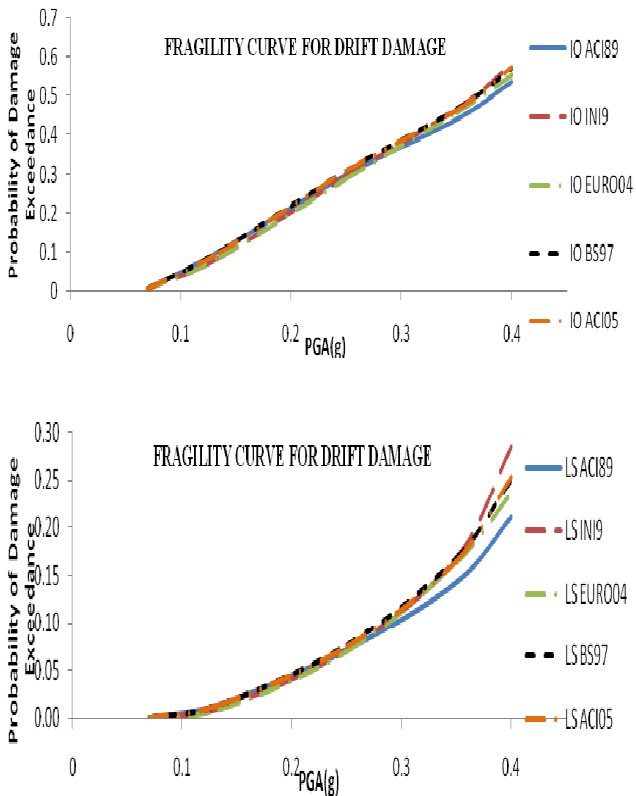 FRAGILITY CURVE FOR DRIFT DAMAGE
Probability of Damage
Exceedance
0.7
0.6
0.5
0.4
0.3
0.2
0.1
0
0 0.1 0.2 0.3 0.4
PGA(g)
IO ACI89
IO INI9
IO EURO04
IO BS97
IO ACI05
FRAGILITY CURVE FOR DRIFT DAMAGE
Probability of Damage
Exceedance
0.30
0.25
0.20
0.15
0.10
0.05
0.00
0 0.1 0.2 0.3 0.4
PGA(g)
LS ACI89
LS INI9
LS EURO04
LS BS97
LS ACI05